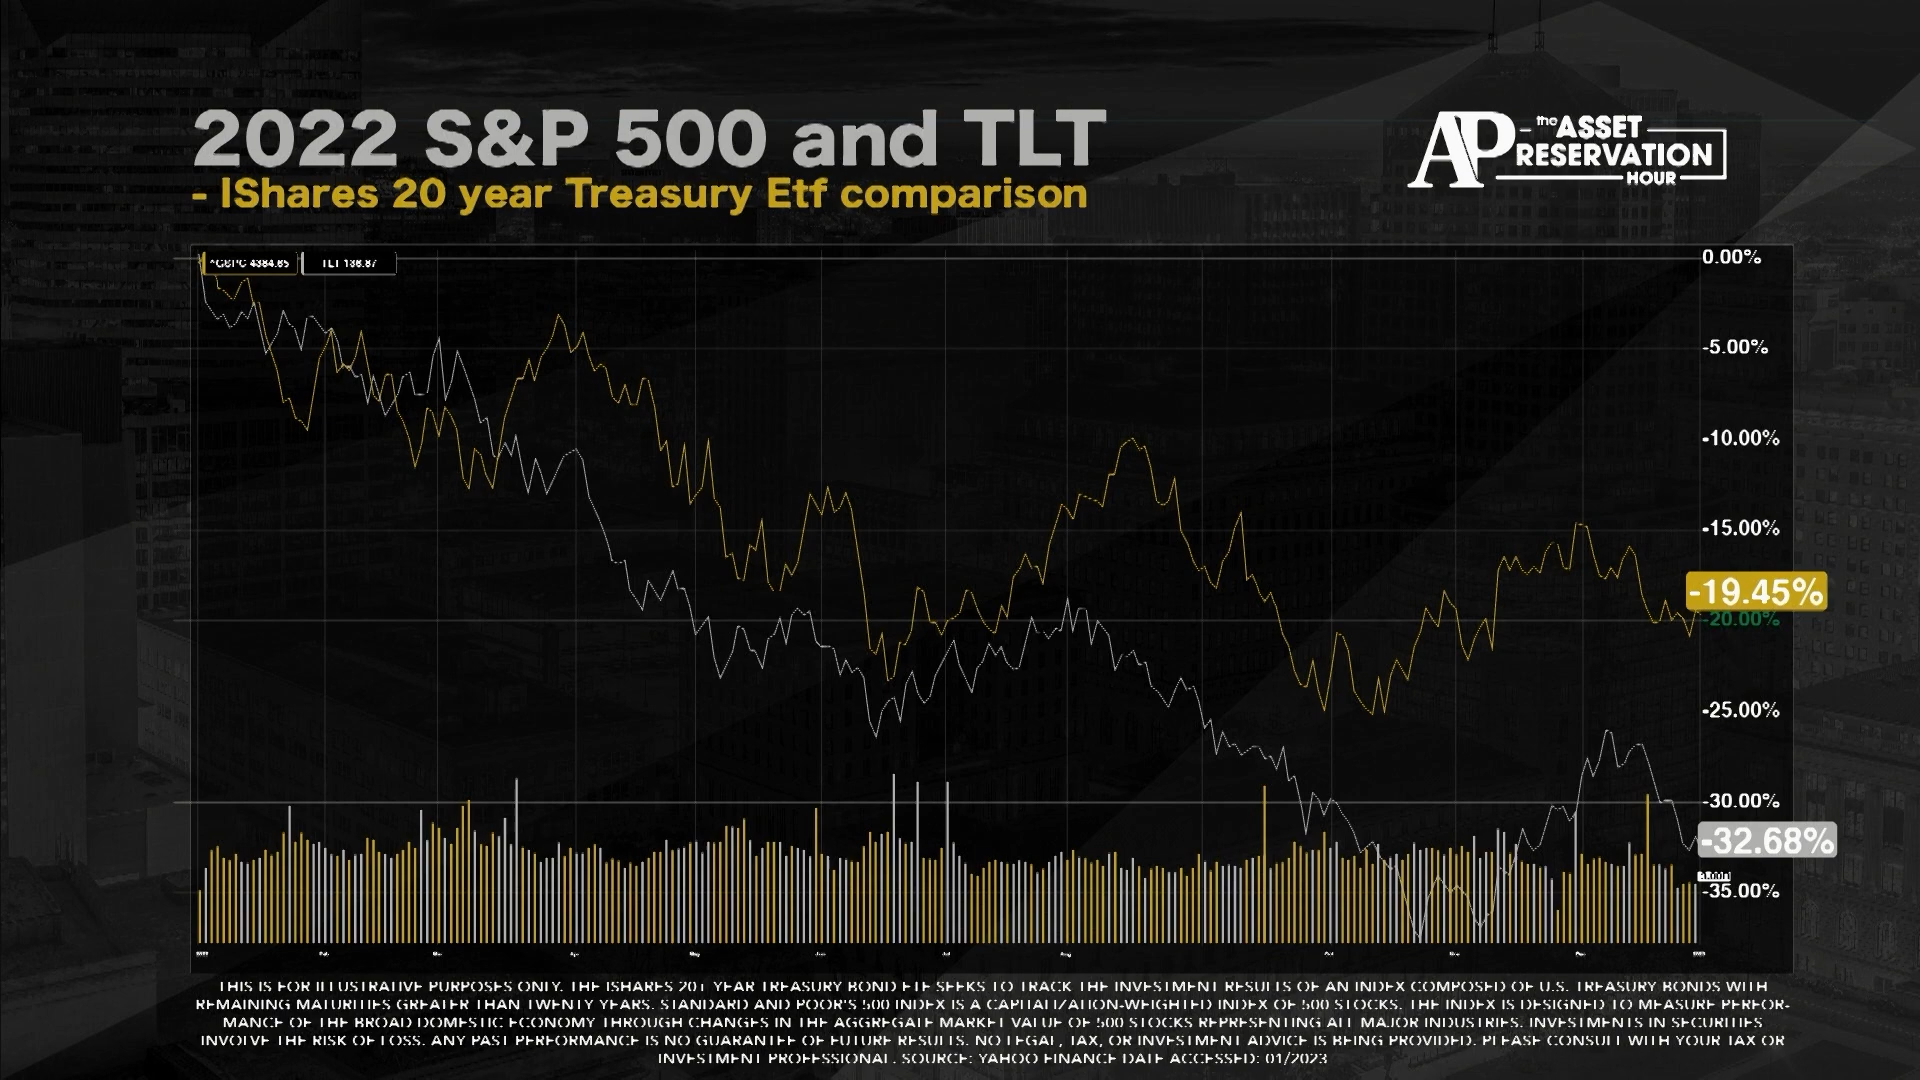 2022 S&P 500 and TLT
- IShares 20 year Treasury Etf comparison
AP the ASSET
RESERVATION
HOUR
TLT 136.87
0.00%
-5.00%
-10.00%
-15.00%
-19.45%
-20.00%
-25.00%
-30.00%
-32.68%
-35.00%
THIS IS FOR ILLUSTRATIVE PURPOSES ONLY. THE ISHARES 20+ YEAR TREASURY BOND ETF SEEKS TO TRACK THE INVESTMENT RESULTS OF AN INDEX COMPOSED OF U.S. TREASURY BONDS WITH
REMAINING MATURITIES GREATER THAN TWENTY YEARS. STANDARD AND POOR'S 500 INDEX IS A CAPITALIZATION-WEIGHTED INDEX OF 500 STOCKS. THE INDEX IS DESIGNED TO MEASURE PERFOR-
MANCE OF THE BROAD DOMESTIC ECONOMY THROUGH CHANGES IN THE AGGREGATE MARKET VALUE OF 500 STOCKS REPRESENTING ALL MAJOR INDUSTRIES. INVESTMENTS IN SECURITIES
INVOLVE THE RISK OF LOSS. ANY PAST PERFORMANCE IS NO GUARANTEE OF FUTURE RESULTS. NO LEGAL, TAX, OR INVESTMENT ADVICE IS BEING PROVIDED. PLEASE CONSULT WITH YOUR TAX OR
INVESTMENT PROFESSIONAL. SOURCE: YAHOO FINANCE DATE ACCESSED: 01/2023